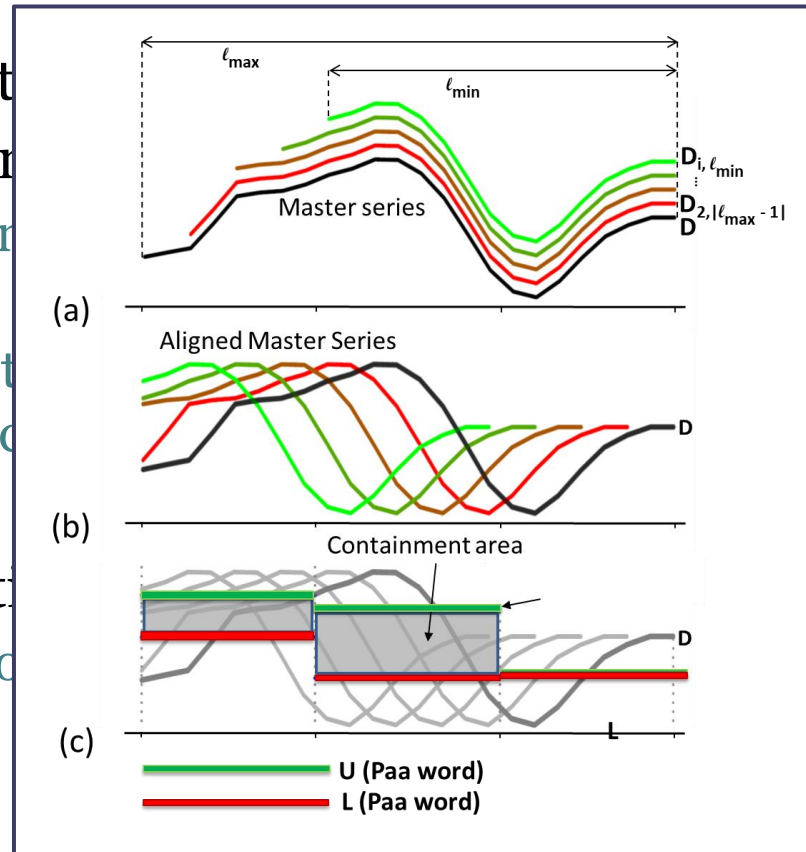 ℓmax
ℓmin
Di, ℓmin
⋮
Master series
D2,|ℓmax - 1|
D
(a)
Aligned Master Series
D
(b)
Containment area
D
(c)
L
U (Paa word)
L (Paa word)